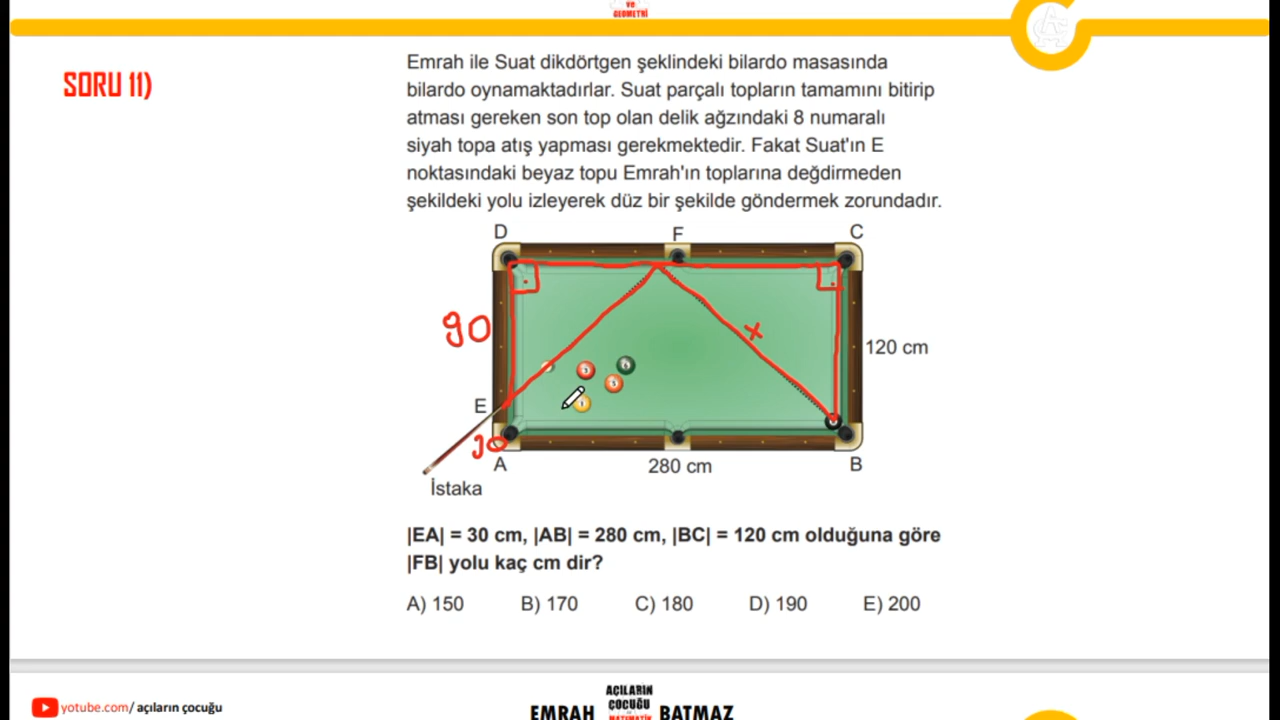 VE
GEOMETRİ
SORU 11)
Emrah ile Suat dikdörtgen şeklindeki bilardo masasında
bilardo oynamaktadırlar. Suat parçalı topların tamamını bitirip
atması gereken son top olan delik ağzındaki 8 numaralı
siyah topa atış yapması gerekmektedir. Fakat Suat'ın E
noktasındaki beyaz topu Emrah'ın toplarına değdirmeden
şekildeki yolu izleyerek düz bir şekilde göndermek zorundadır.
D F C
90
x
120 cm
E
30
A 280 cm B
İstaka
|EA| = 30 cm, |AB| = 280 cm, |BC| = 120 cm olduğuna göre
|FB| yolu kaç cm dir?
A) 150 B) 170 C) 180 D) 190 E) 200
yotube.com/ açıların çocuğu
AÇILARIN
ÇOCUĞU
EMRAH MATEMATİK BATMAZ